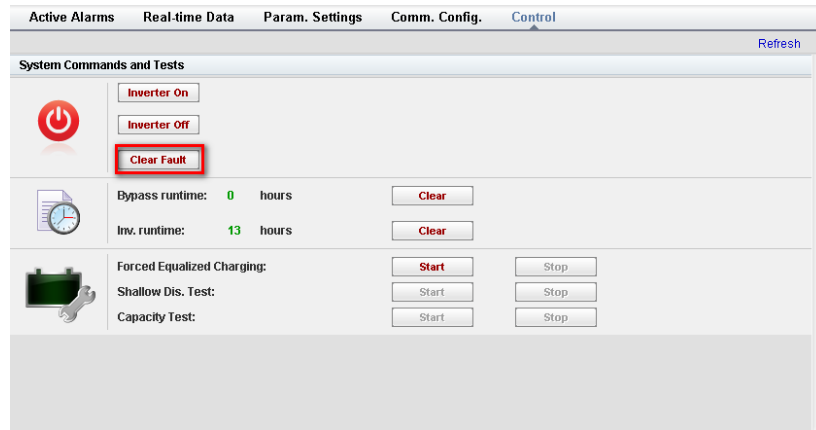 Active Alarms Real-time Data Param. Settings Comm. Config. Control
Refresh
System Commands and Tests
Inverter On
Inverter Off
Clear Fault
Bypass runtime: 0 hours Clear
Inv. runtime: 13 hours Clear
Forced Equalized Charging: Start Stop
Shallow Dis. Test: Start Stop
Capacity Test: Start Stop